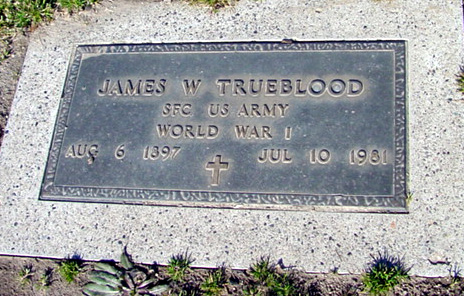 JAMES W TRUEBLOOD
SFC US ARMY
WORLD WAR I
AUG 6 1897 JUL 10 1981